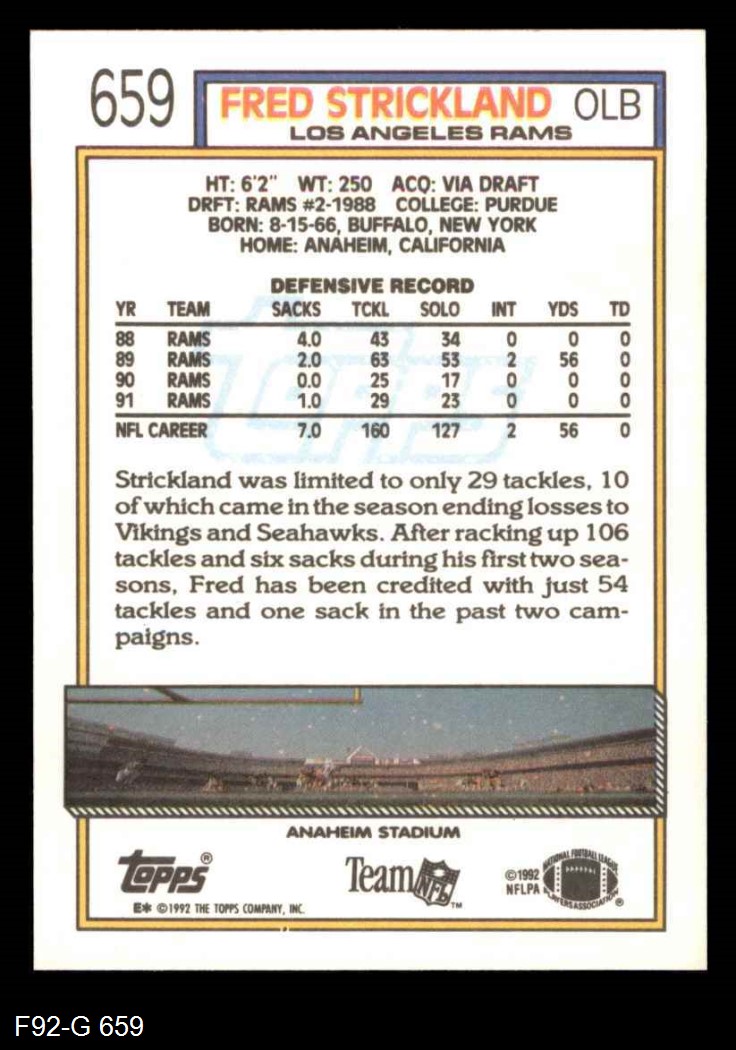 659 FRED STRICKLAND OLB
LOS ANGELES RAMS
HT: 6'2" WT: 250 ACQ: VIA DRAFT
DRFT: RAMS #2-1988 COLLEGE: PURDUE
BORN: 8-15-66, BUFFALO, NEW YORK
HOME: ANAHEIM, CALIFORNIA
DEFENSIVE RECORD
YR TEAM SACKS TCKL SOLO INT YDS TD
88 RAMS 4.0 43 34 0 0 0
89 RAMS 2.0 63 53 2 56 0
90 RAMS 0.0 25 17 0 0 0
91 RAMS 1.0 29 23 0 0 0
NFL CAREER 7.0 160 127 2 56 0
TOPPS
Strickland was limited to only 29 tackles, 10
of which came in the season ending losses to
Vikings and Seahawks. After racking up 106
tackles and six sacks during his first two sea-
sons, Fred has been credited with just 54
tackles and one sack in the past two cam-
paigns.
ANAHEIM STADIUM
TOPPS®
E* ©1992 THE TOPPS COMPANY, INC.
Team NFL™
©1992
NFLPA
NATIONAL FOOTBALL LEAGUE
PLAYERS ASSOCIATION®
F92-G 659